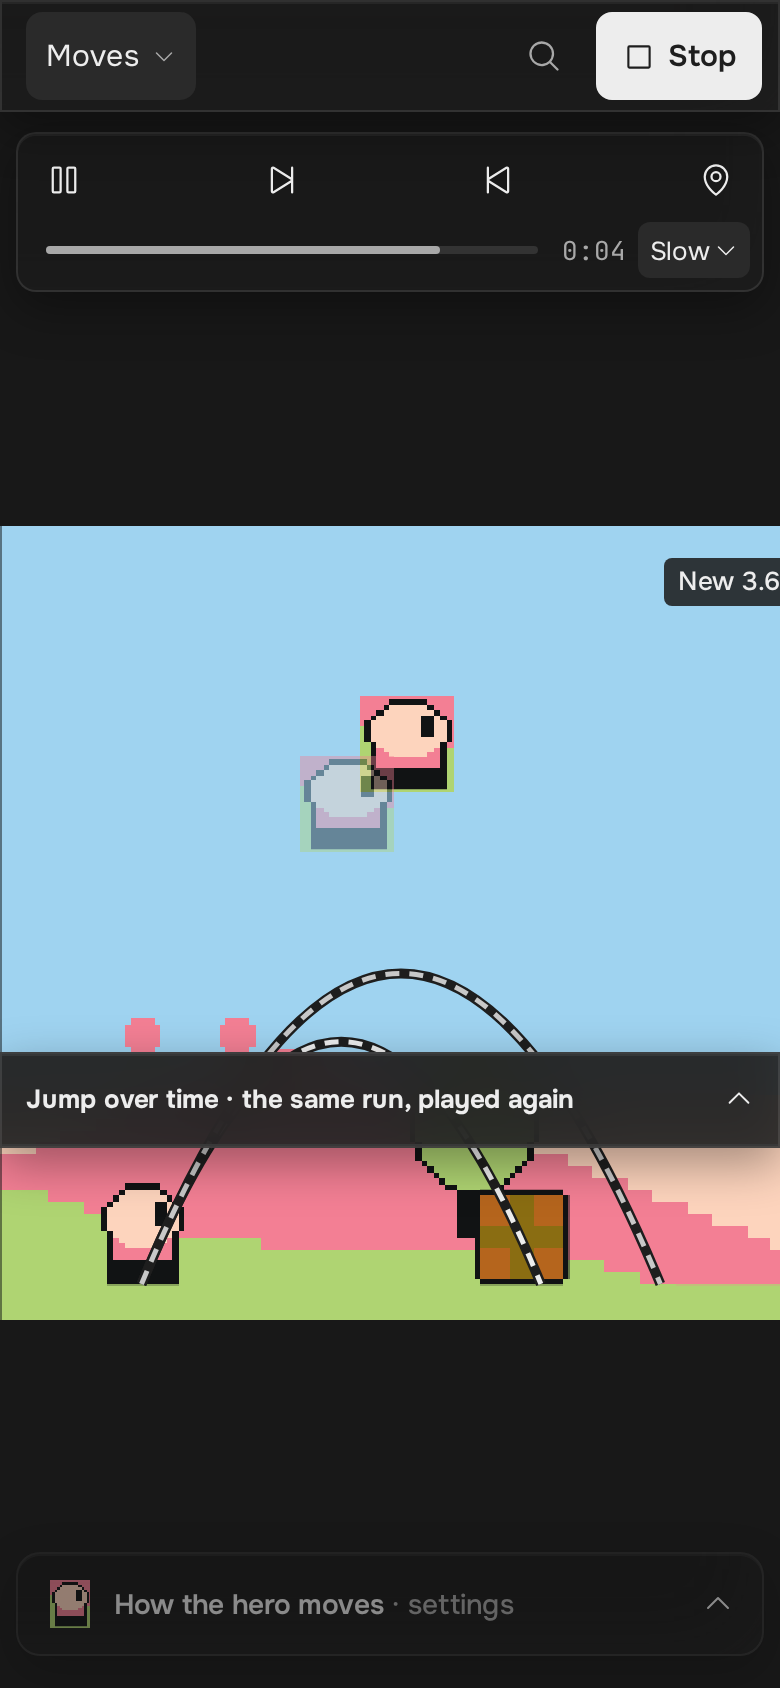 Moves
Stop
0:04
Slow
New 3.6
Jump over time · the same run, played again
How the hero moves · settings